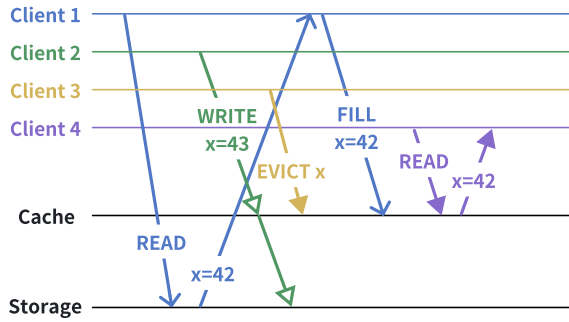 Client 1
Client 2
Client 3
Client 4
WRITE
x=43
FILL
x=42
EVICT x
READ
x=42
Cache
READ
x=42
Storage